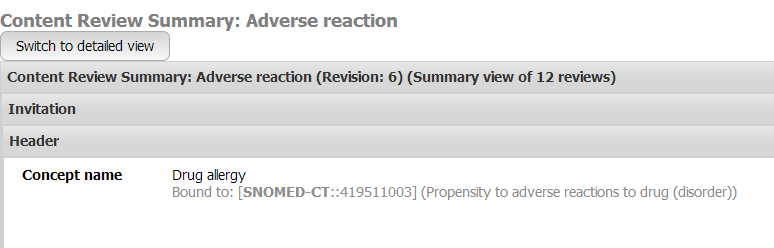 Content Review Summary: Adverse reaction
Switch to detailed view
Content Review Summary: Adverse reaction (Revision: 6) (Summary view of 12 reviews)
Invitation
Header
Concept name Drug allergy
Bound to: [SNOMED-CT::419511003] (Propensity to adverse reactions to drug (disorder))